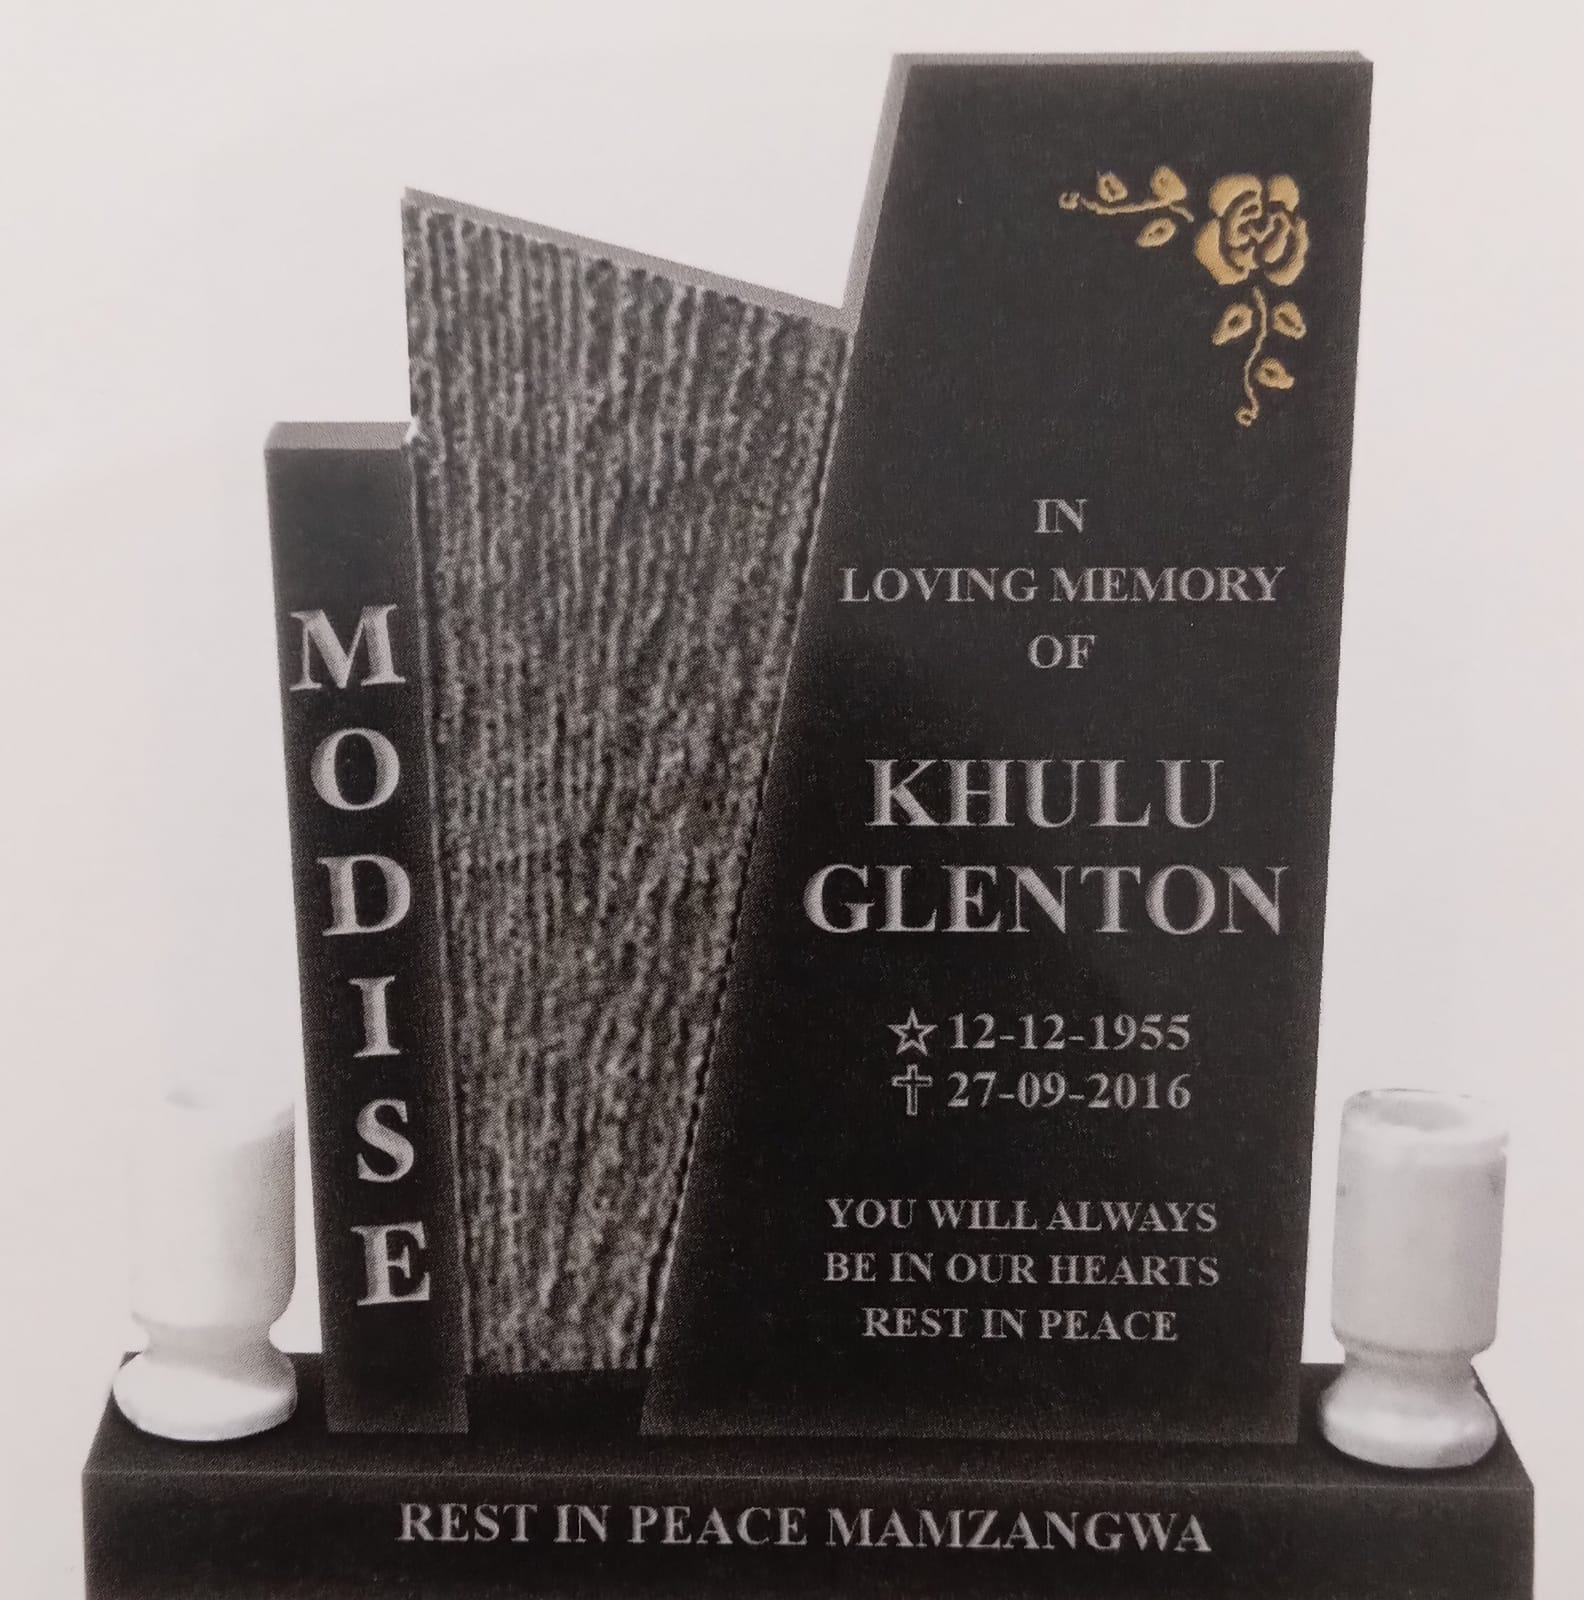 MODISE
IN
LOVING MEMORY
OF
KHULU
GLENTON
☆ 12-12-1955
✝ 27-09-2016
YOU WILL ALWAYS
BE IN OUR HEARTS
REST IN PEACE
REST IN PEACE MAMZANGWA